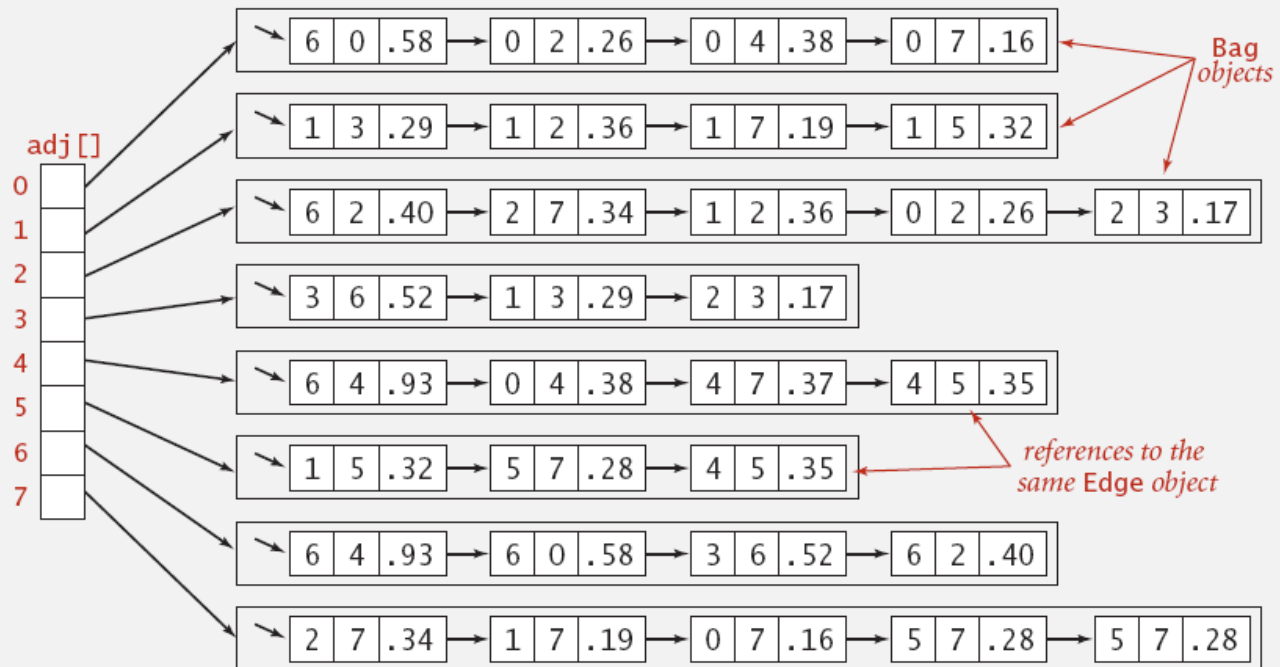 6 0 .58 0 2 .26 0 4 .38 0 7 .16
Bag
objects
1 3 .29 1 2 .36 1 7 .19 1 5 .32
adj[]
0
1
2
3
4
5
6
7
6 2 .40 2 7 .34 1 2 .36 0 2 .26 2 3 .17
3 6 .52 1 3 .29 2 3 .17
6 4 .93 0 4 .38 4 7 .37 4 5 .35
1 5 .32 5 7 .28 4 5 .35
references to the
same Edge object
6 4 .93 6 0 .58 3 6 .52 6 2 .40
2 7 .34 1 7 .19 0 7 .16 5 7 .28 5 7 .28